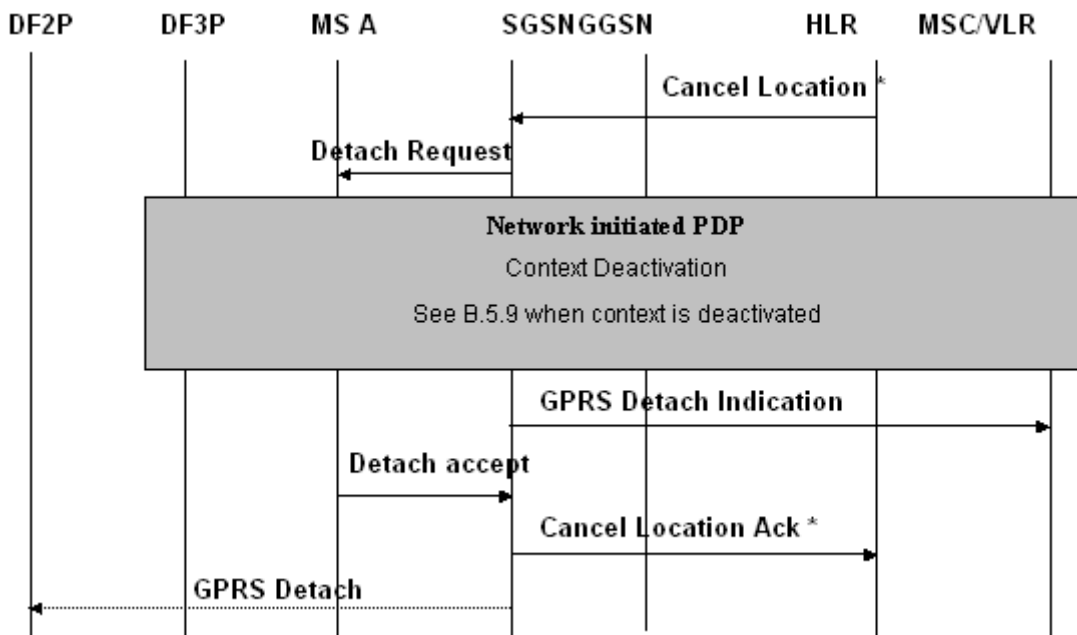 DF2P DF3P MS A SGSNGGSN HLR MSC/VLR
Cancel Location *
Detach Request
Network initiated PDP
Context Deactivation
See B.5.9 when context is deactivated
GPRS Detach Indication
Detach accept
Cancel Location Ack *
GPRS Detach